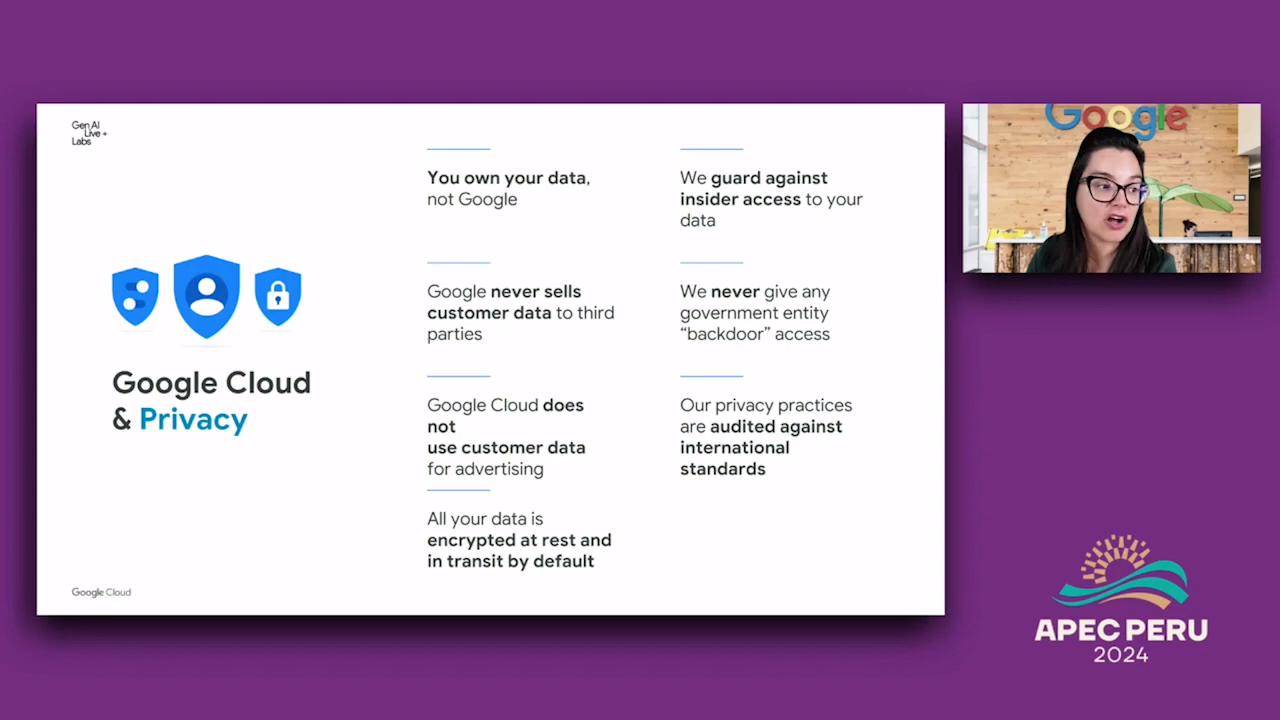 Gen AI
Live +
Labs
Google Cloud
& Privacy
You own your data,
not Google
Google never sells
customer data to third
parties
Google Cloud does
not
use customer data
for advertising
All your data is
encrypted at rest and
in transit by default
We guard against
insider access to your
data
We never give any
government entity
“backdoor” access
Our privacy practices
are audited against
international
standards
Google Cloud
Google
APEC PERU
2024